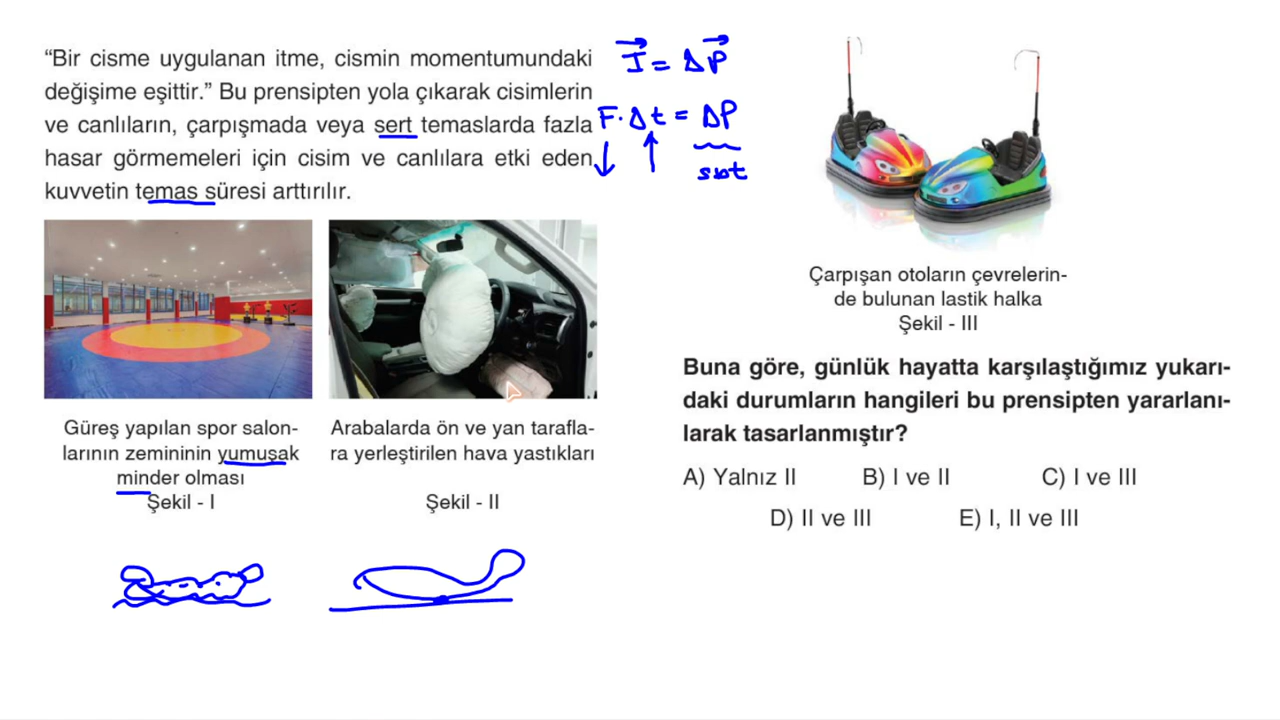 “Bir cisme uygulanan itme, cismin momentumundaki
değişime eşittir.” Bu prensipten yola çıkarak cisimlerin
ve canlıların, çarpışmada veya sert temaslarda fazla
hasar görmemeleri için cisim ve canlılara etki eden
kuvvetin temas süresi arttırılır.
I = ΔP
F · Δt = ΔP
sbt
Güreş yapılan spor salon-
larının zemininin yumuşak
minder olması
Şekil - I
Arabalarda ön ve yan tarafla-
ra yerleştirilen hava yastıkları
Şekil - II
Çarpışan otoların çevrelerin-
de bulunan lastik halka
Şekil - III
Buna göre, günlük hayatta karşılaştığımız yukarı-
daki durumların hangileri bu prensipten yararlanı-
larak tasarlanmıştır?
A) Yalnız II B) I ve II C) I ve III
D) II ve III E) I, II ve III